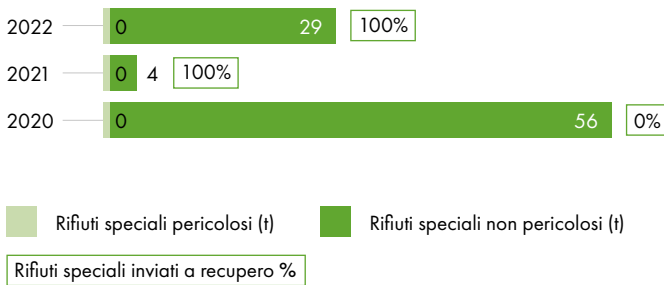 2022 0 29 100%
2021 0 4 100%
2020 0 56 0%
Rifiuti speciali pericolosi (t) Rifiuti speciali non pericolosi (t)
Rifiuti speciali inviati a recupero %